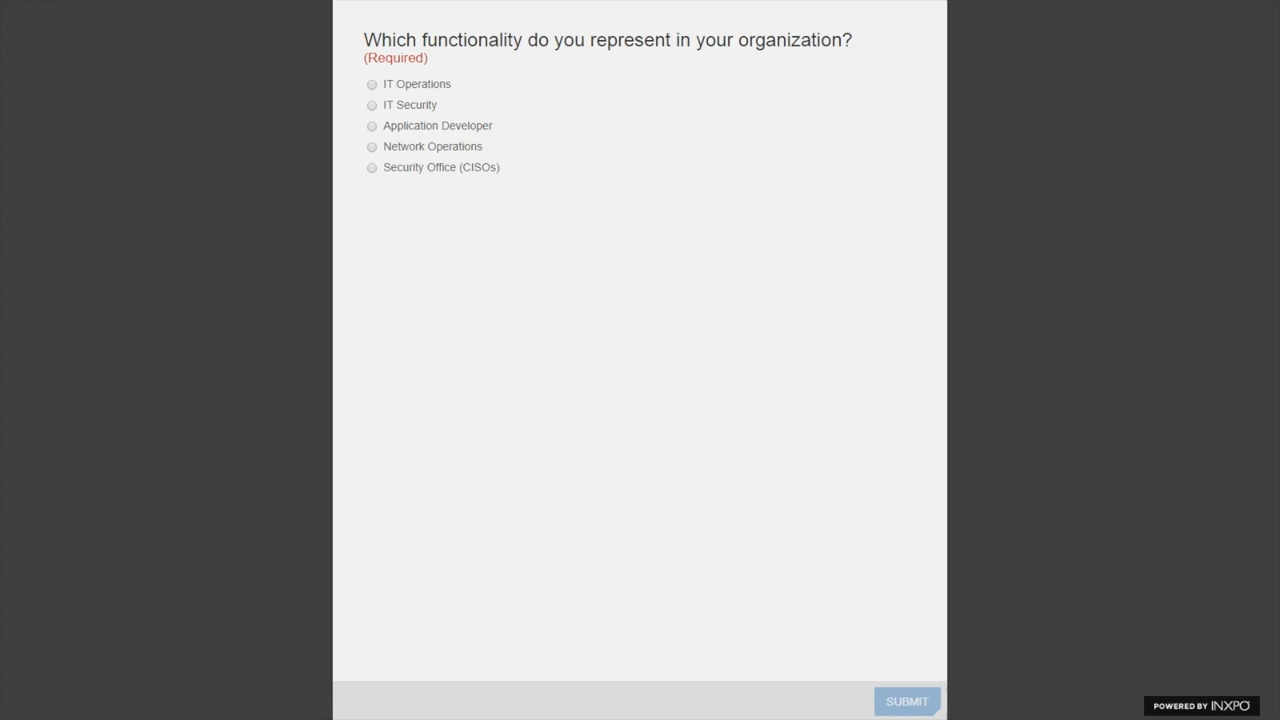 Which functionality do you represent in your organization?
(Required)
IT Operations
IT Security
Application Developer
Network Operations
Security Office (CISOs)
SUBMIT
POWERED BY INXPO